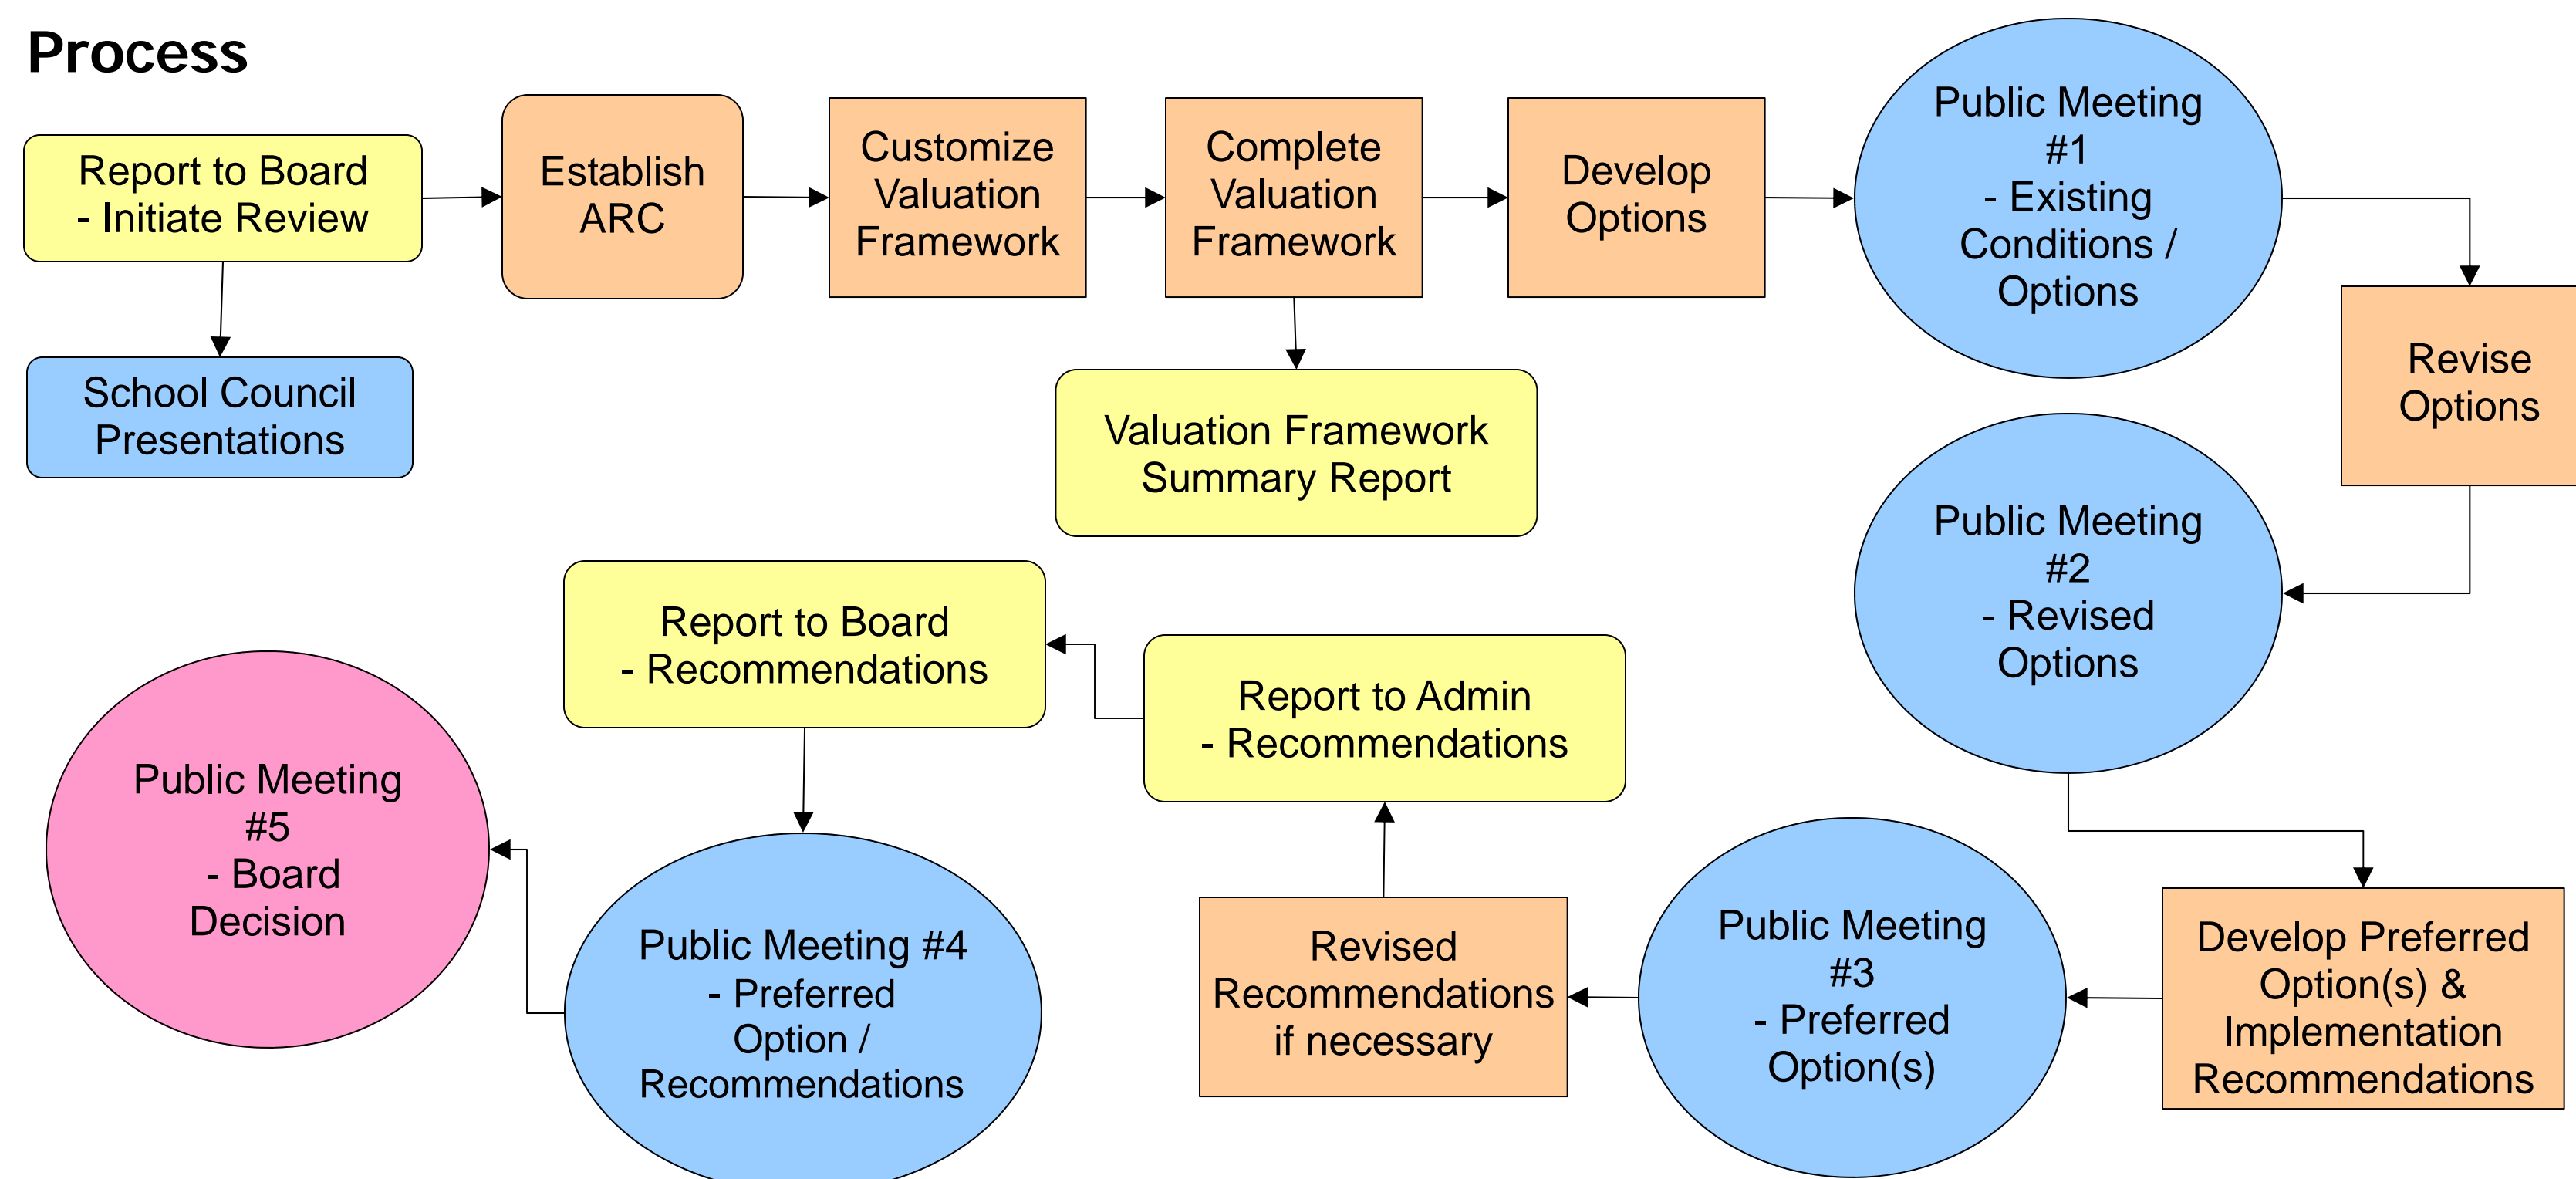 Process
Report to Board
- Initiate Review
Establish
ARC
Customize
Valuation
Framework
Complete
Valuation
Framework
Develop
Options
Public Meeting
#1
- Existing
Conditions /
Options
School Council
Presentations
Valuation Framework
Summary Report
Revise
Options
Public Meeting
#2
- Revised
Options
Develop Preferred
Option(s) &
Implementation
Recommendations
Public Meeting
#3
- Preferred
Option(s)
Revised
Recommendations
if necessary
Report to Admin
- Recommendations
Report to Board
- Recommendations
Public Meeting #4
- Preferred
Option /
Recommendations
Public Meeting
#5
- Board
Decision